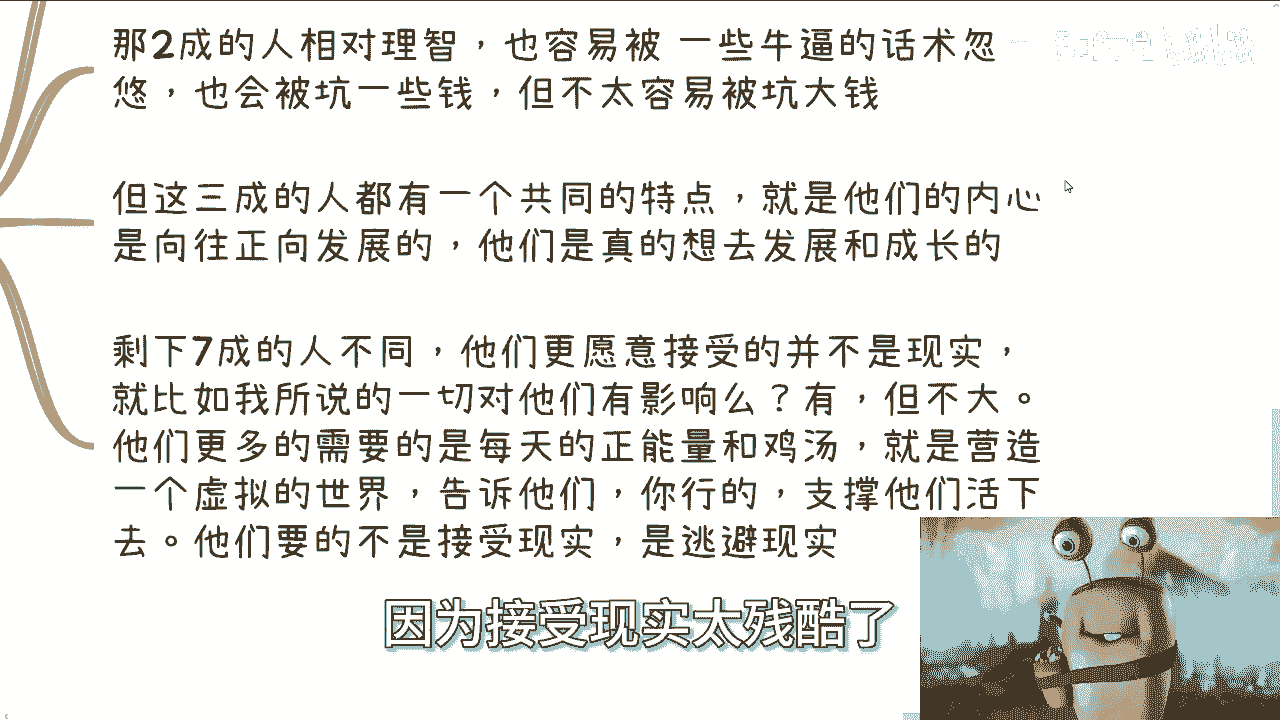 那2成的人相对理智，也容易被 一些牛逼的话术忽
悠，也会被坑一些钱，但不太容易被坑大钱
但这三成的人都有一个共同的特点，就是他们的内心
是向往正向发展的，他们是真的想去发展和成长的
剩下7成的人不同，他们更愿意接受的并不是现实，
就比如我所说的一切对他们有影响么？有，但不大。
他们更多的需要的是每天的正能量和鸡汤，就是营造
一个虚拟的世界，告诉他们，你行的，支撑他们活下
去。他们要的不是接受现实，是逃避现实
因为接受现实太残酷了